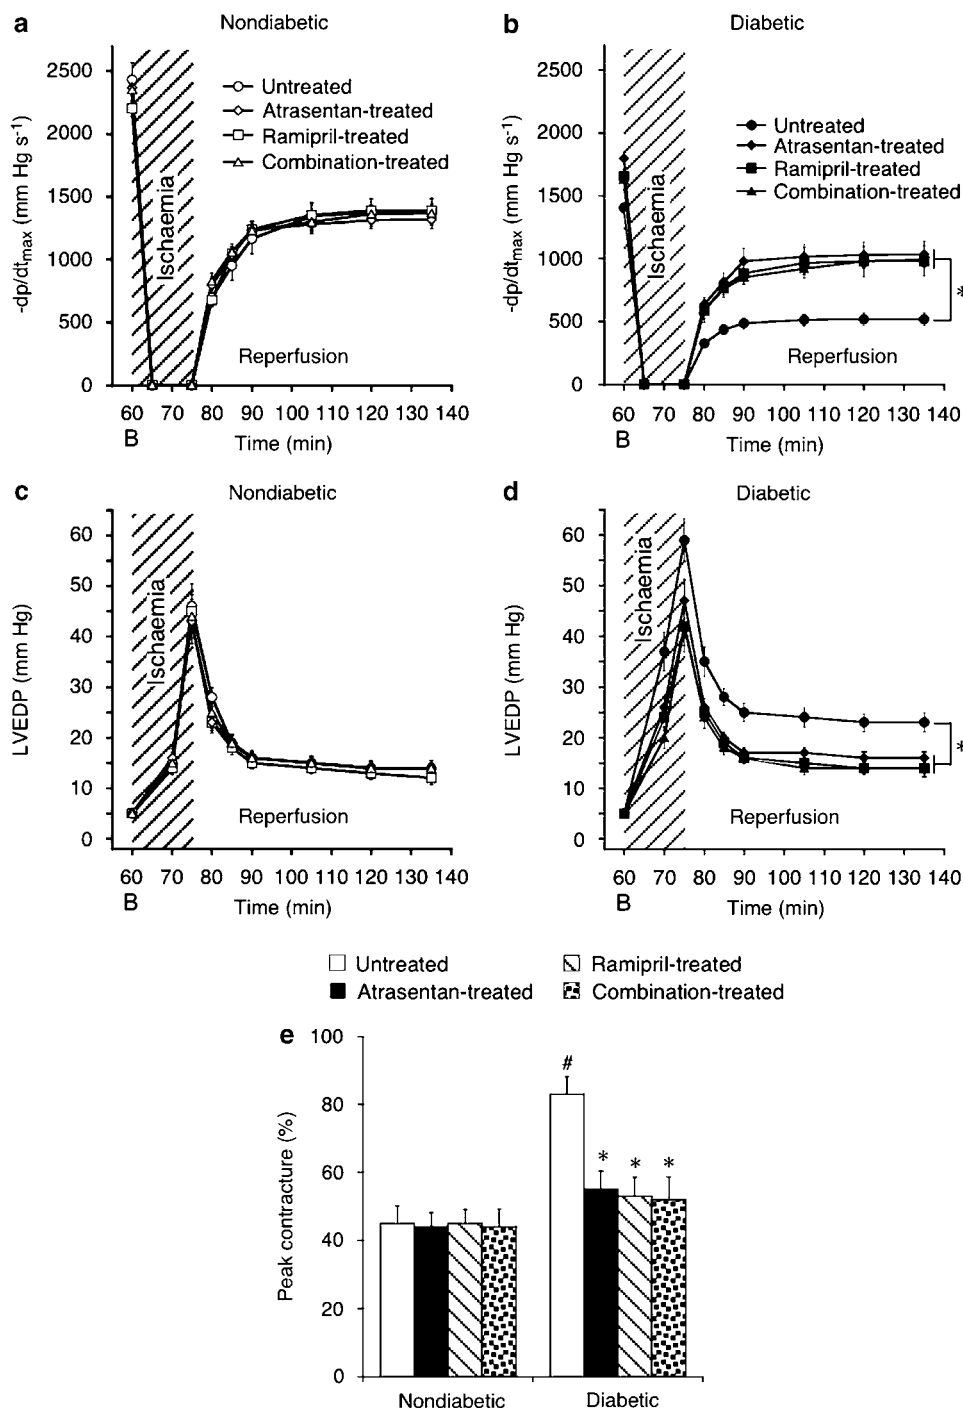 a Nondiabetic
-dp/dtmax (mm Hg s-1)
2500
2000
1500
1000
500
0
Untreated
Atrasentan-treated
Ramipril-treated
Combination-treated
Ischaemia
Reperfusion
60 70 80 90 100 110 120 130 140
B Time (min)
b Diabetic
-dp/dtmax (mm Hg s-1)
2500
2000
1500
1000
500
0
Untreated
Atrasentan-treated
Ramipril-treated
Combination-treated
Ischaemia
*
Reperfusion
60 70 80 90 100 110 120 130 140
B Time (min)
c Nondiabetic
LVEDP (mm Hg)
60
50
40
30
20
10
0
Ischaemia
Reperfusion
60 70 80 90 100 110 120 130 140
B Time (min)
d Diabetic
LVEDP (mm Hg)
60
50
40
30
20
10
0
Ischaemia
*
Reperfusion
60 70 80 90 100 110 120 130 140
B Time (min)
Untreated Ramipril-treated
Atrasentan-treated Combination-treated
e
Peak contracture (%)
100
80
60
40
20
0
#
* * *
Nondiabetic Diabetic